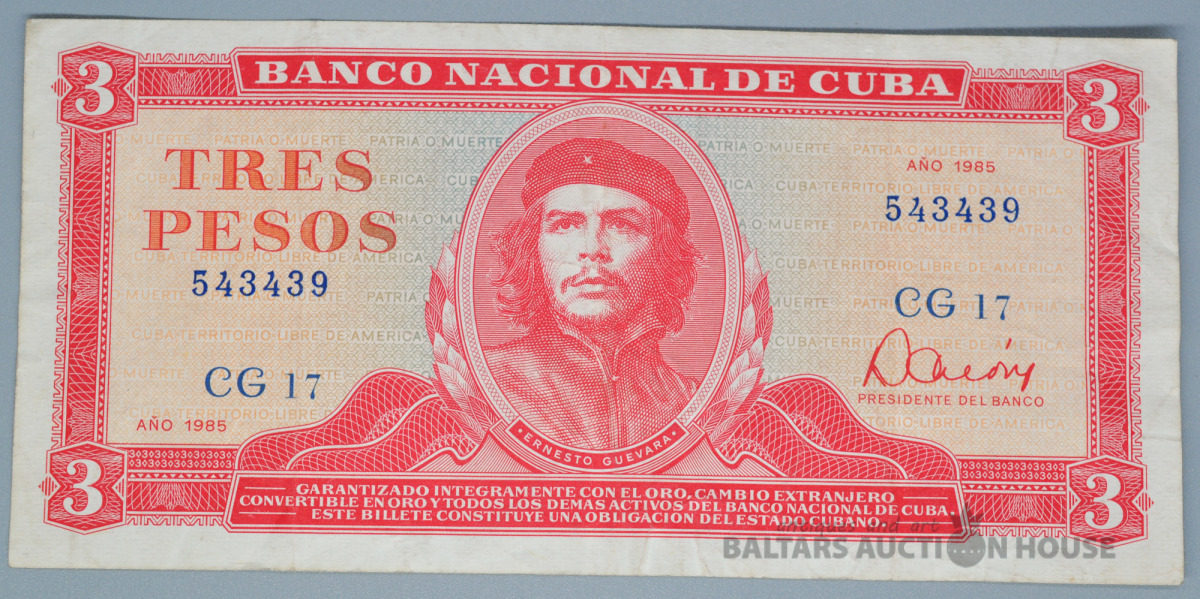 3
BANCO NACIONAL DE CUBA
3
TRES
PESOS
AÑO 1985
543439
543439
CG 17
CG 17
PRESIDENTE DEL BANCO
AÑO 1985
PATRIA O MUERTE
CUBA TERRITORIO LIBRE DE AMERICA
ERNESTO GUEVARA
3
GARANTIZADO INTEGRAMENTE CON EL ORO, CAMBIO EXTRANJERO
CONVERTIBLE EN ORO Y TODOS LOS DEMAS ACTIVOS DEL BANCO NACIONAL DE CUBA.
ESTE BILLETE CONSTITUYE UNA OBLIGACION DEL ESTADO CUBANO.
3
antiques and art
BALTARS AUCTION HOUSE